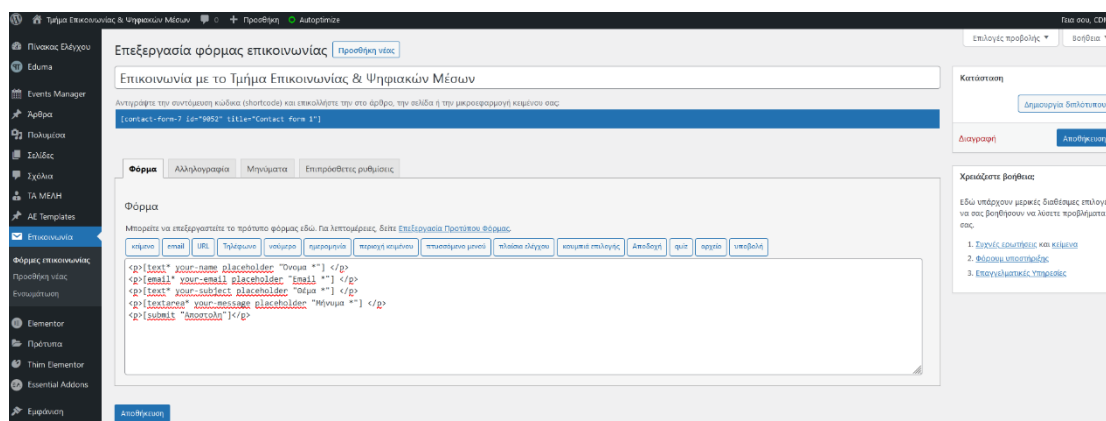 Τμήμα Επικοινωνίας & Ψηφιακών Μέσων 0 + Προσθήκη Autoptimize Γεια σου, CDM
Επιλογές προβολής Βοήθεια
Πίνακας Ελέγχου
Eduma
Events Manager
Άρθρα
Πολυμέσα
Σελίδες
Σχόλια
ΤΑ ΜΕΛΗ
AE Templates
Επικοινωνία
Φόρμες επικοινωνίας
Προσθήκη νέας
Ενσωμάτωση
Elementor
Πρότυπα
Thim Elementor
Essential Addons
Εμφάνιση
Επεξεργασία φόρμας επικοινωνίας Προσθήκη νέας
Επικοινωνία με το Τμήμα Επικοινωνίας & Ψηφιακών Μέσων
Αντιγράψτε την συντόμευση κώδικα (shortcode) και επικολλήστε την στο άρθρο, την σελίδα ή την μικροεφαρμογή κειμένου σας:
[contact-form-7 id="9052" title="Contact form 1"]
Φόρμα Αλληλογραφία Μηνύματα Επιπρόσθετες ρυθμίσεις
Φόρμα
Μπορείτε να επεξεργαστείτε το πρότυπο φόρμας εδώ. Για λεπτομέρειες, δείτε Επεξεργασία Προτύπου Φόρμας.
κείμενο email URL Τηλέφωνο νούμερο ημερομηνία περιοχή κειμένου πτυσσόμενο μενού πλαίσιο ελέγχου κουμπιά επιλογής Αποδοχή quiz αρχείο υποβολή
<p>[text* your-name placeholder "Όνομα *"] </p>
<p>[email* your-email placeholder "Email *"] </p>
<p>[text* your-subject placeholder "Θέμα *"] </p>
<p>[textarea* your-message placeholder "Μήνυμα *"] </p>
<p>[submit "Αποστολη"]</p>
Αποθήκευση
Κατάσταση
Δημιουργία διπλότυπου
Διαγραφή Αποθήκευση
Χρειάζεστε βοήθεια;
Εδώ υπάρχουν μερικές διαθέσιμες επιλογέ
να σας βοηθήσουν να λύσετε προβλήματα
σας.
1. Συχνές ερωτήσεις και κείμενα
2. Φόρουμ υποστήριξης
3. Επαγγελματικές Υπηρεσίες